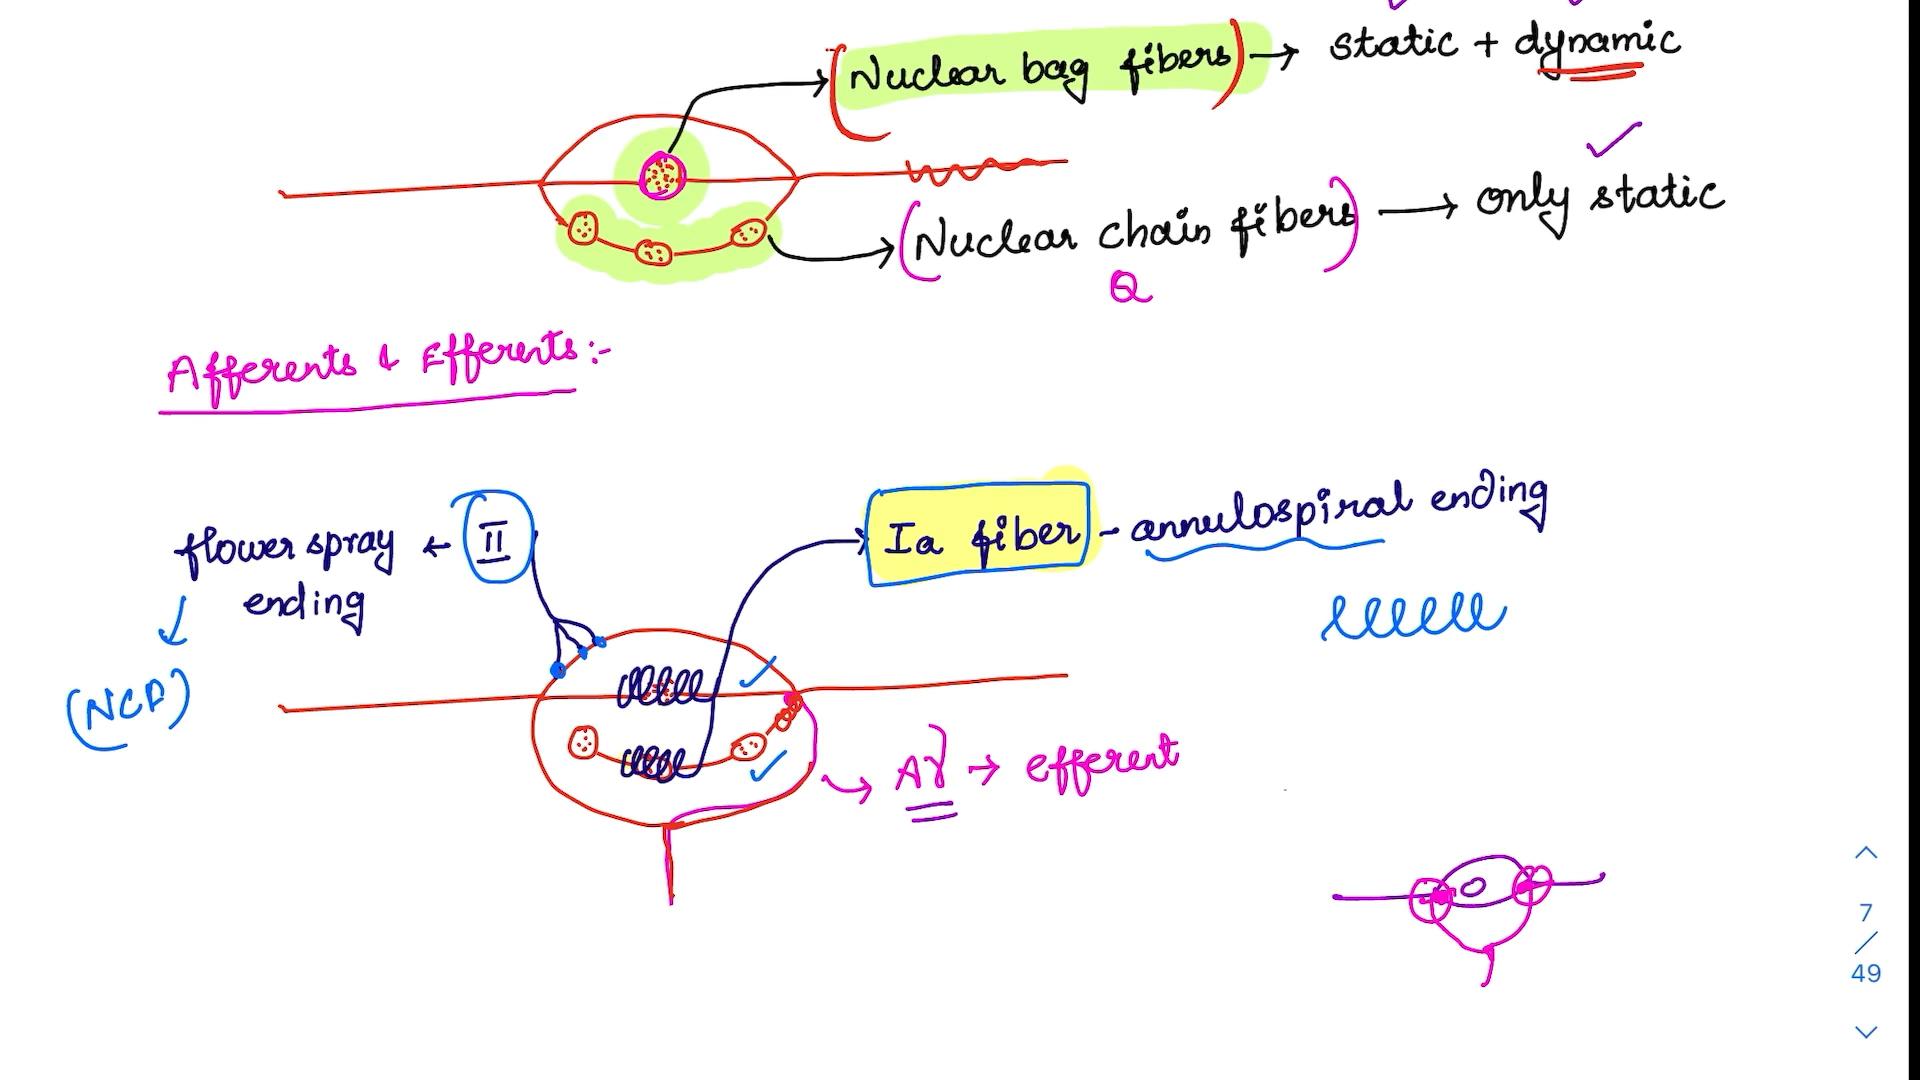 Nuclear bag fibers → static + dynamic
Nuclear chain fibers → only static
Q
Afferents & Efferents :-
Ia fiber - annulospiral ending
flower spray ← II
ending
(NCF)
Aγ → efferent
7
/
49